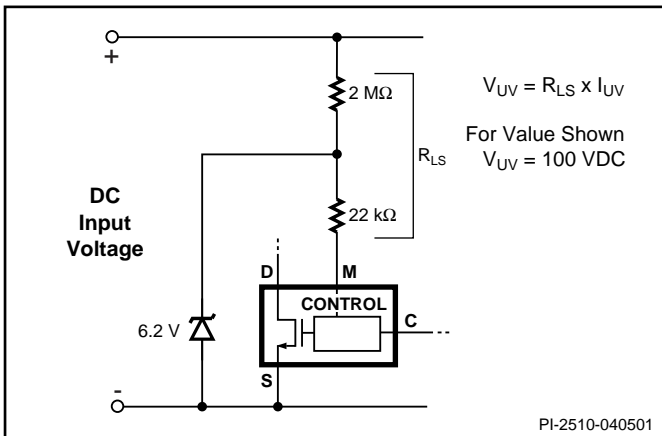 +
2 MΩ
V_UV = R_LS x I_UV
For Value Shown
V_UV = 100 VDC
R_LS
DC
Input
Voltage
22 kΩ
D
M
CONTROL
C
6.2 V
S
-
PI-2510-040501